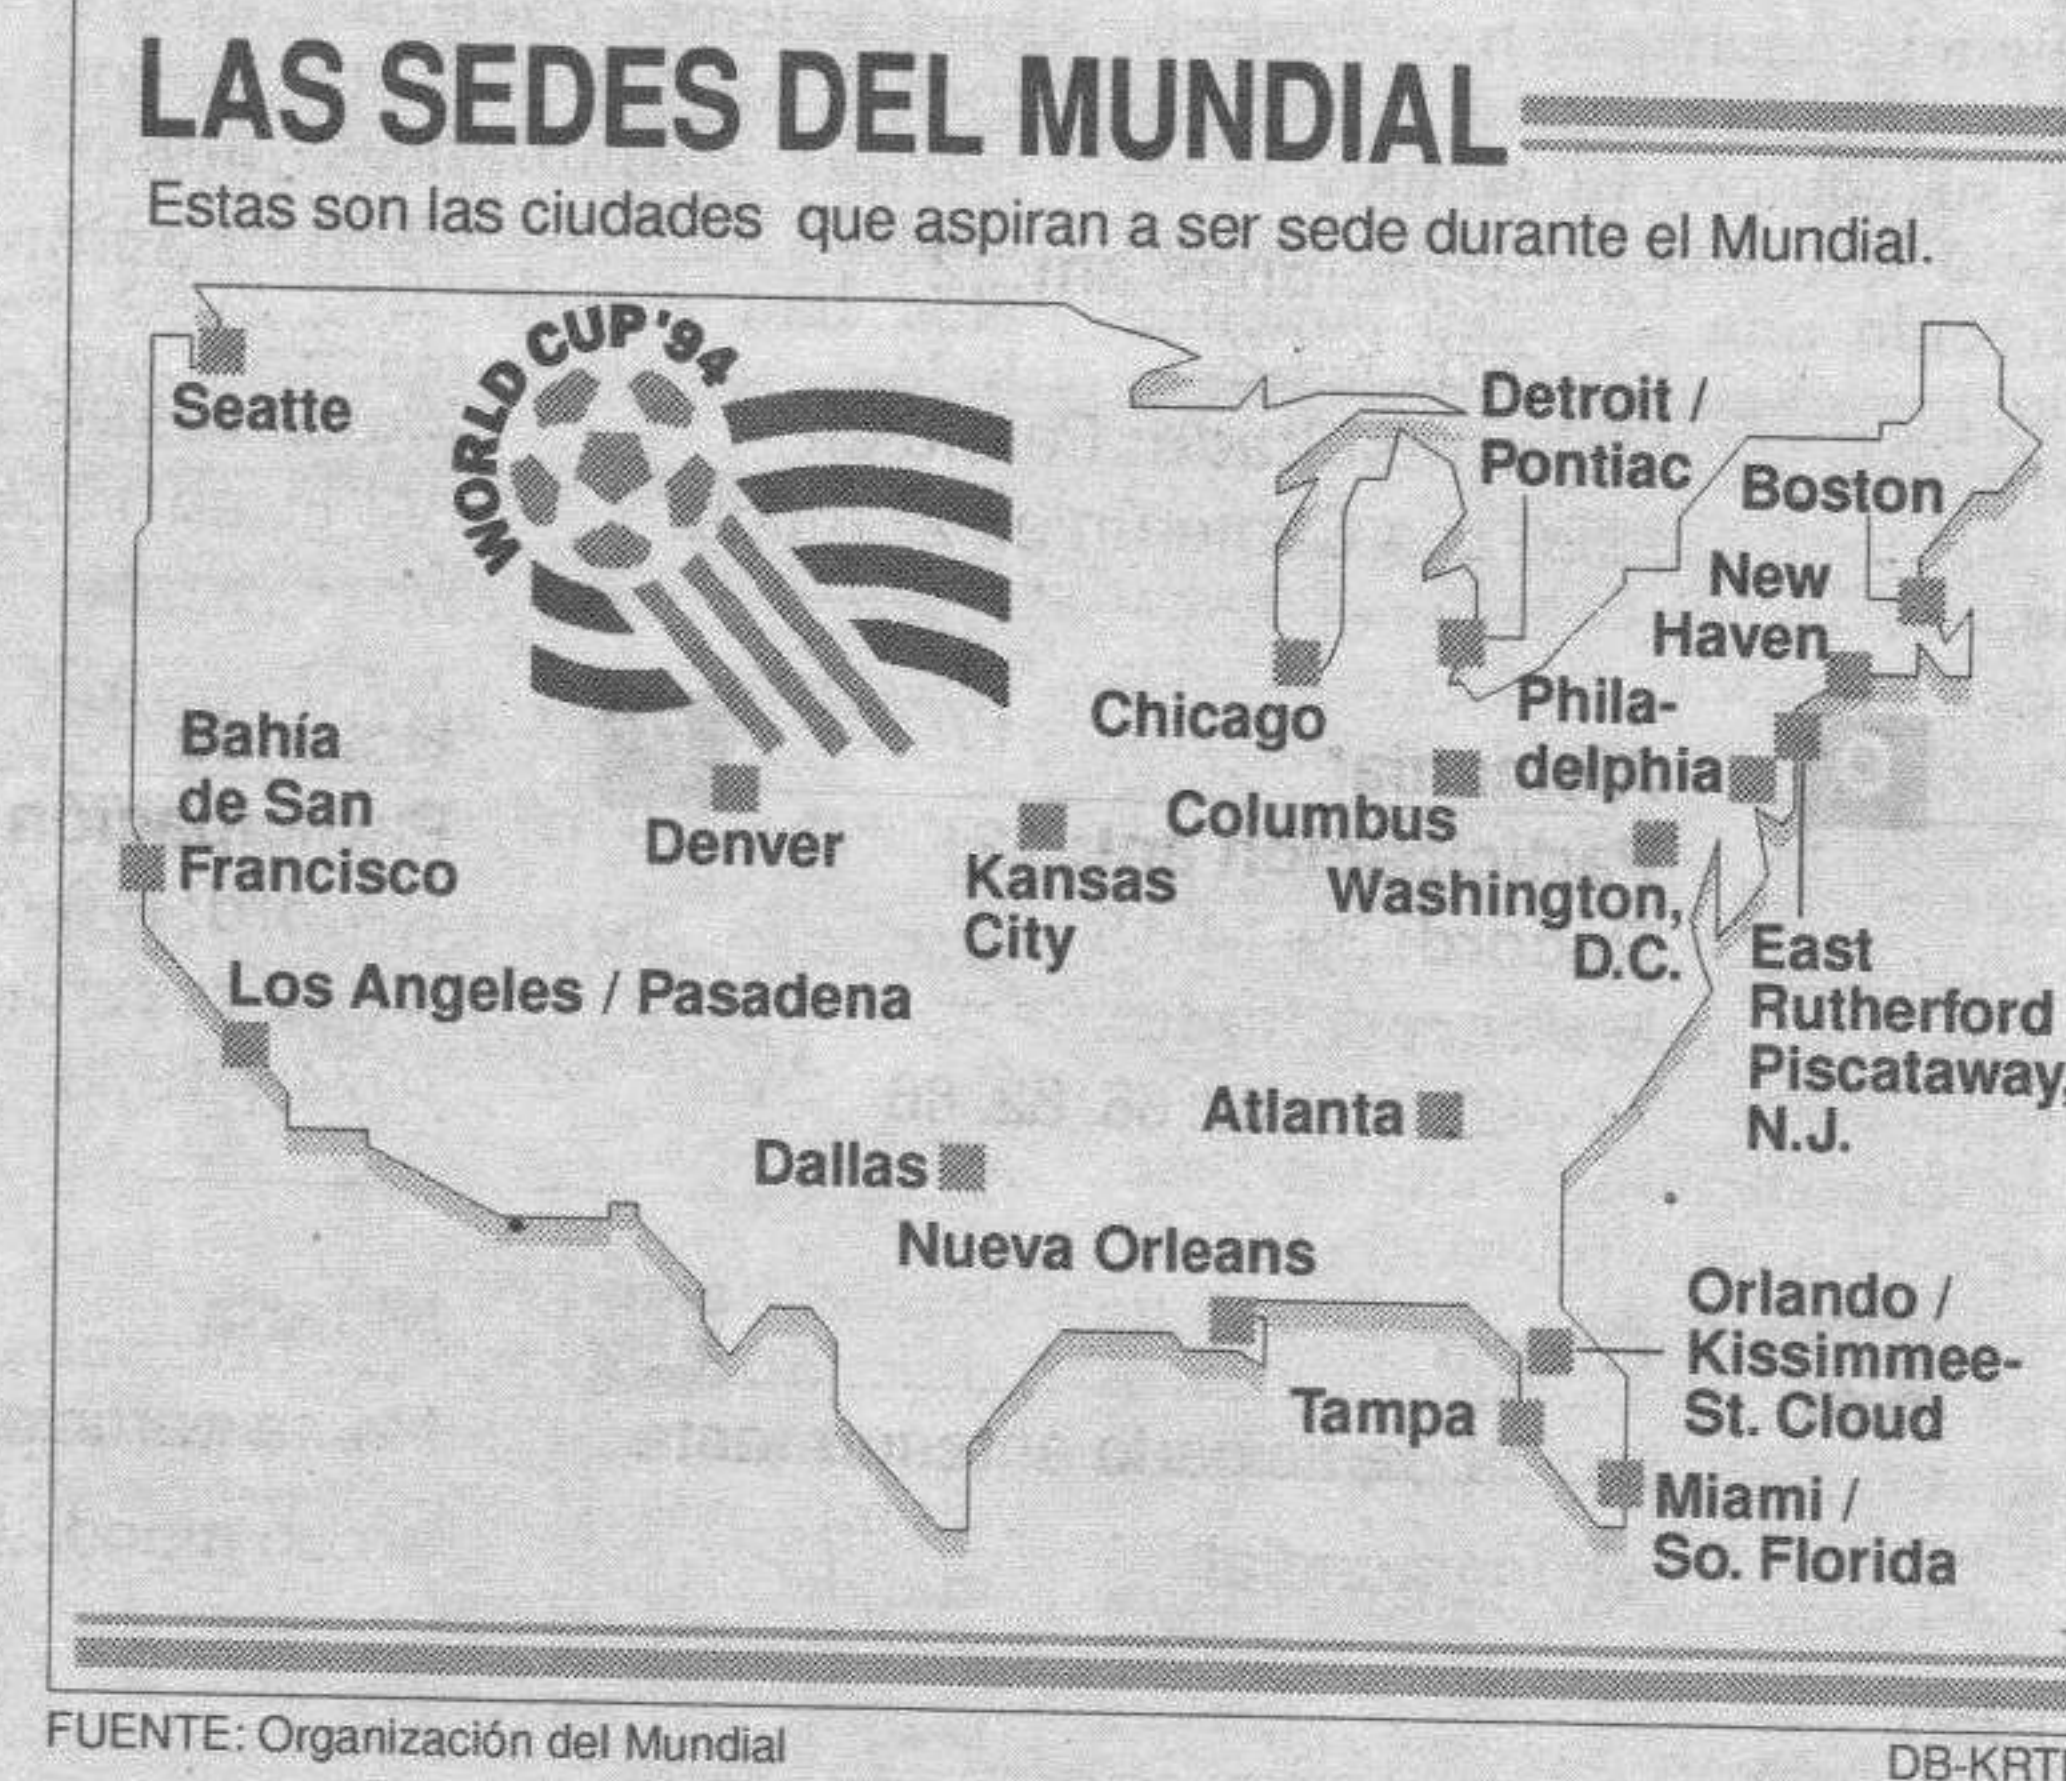 LAS SEDES DEL MUNDIAL
Estas son las ciudades que aspiran a ser sede durante el Mundial.
WORLD CUP '94
Seatte
Detroit /
Pontiac
Boston
New
Haven
Chicago
Phila-
delphia
Bahía
de San
Francisco
Denver
Kansas
City
Columbus
Washington,
D.C.
East
Rutherford
Piscataway,
N.J.
Los Angeles / Pasadena
Atlanta
Dallas
Nueva Orleans
Orlando /
Kissimmee-
St. Cloud
Tampa
Miami /
So. Florida
FUENTE: Organización del Mundial